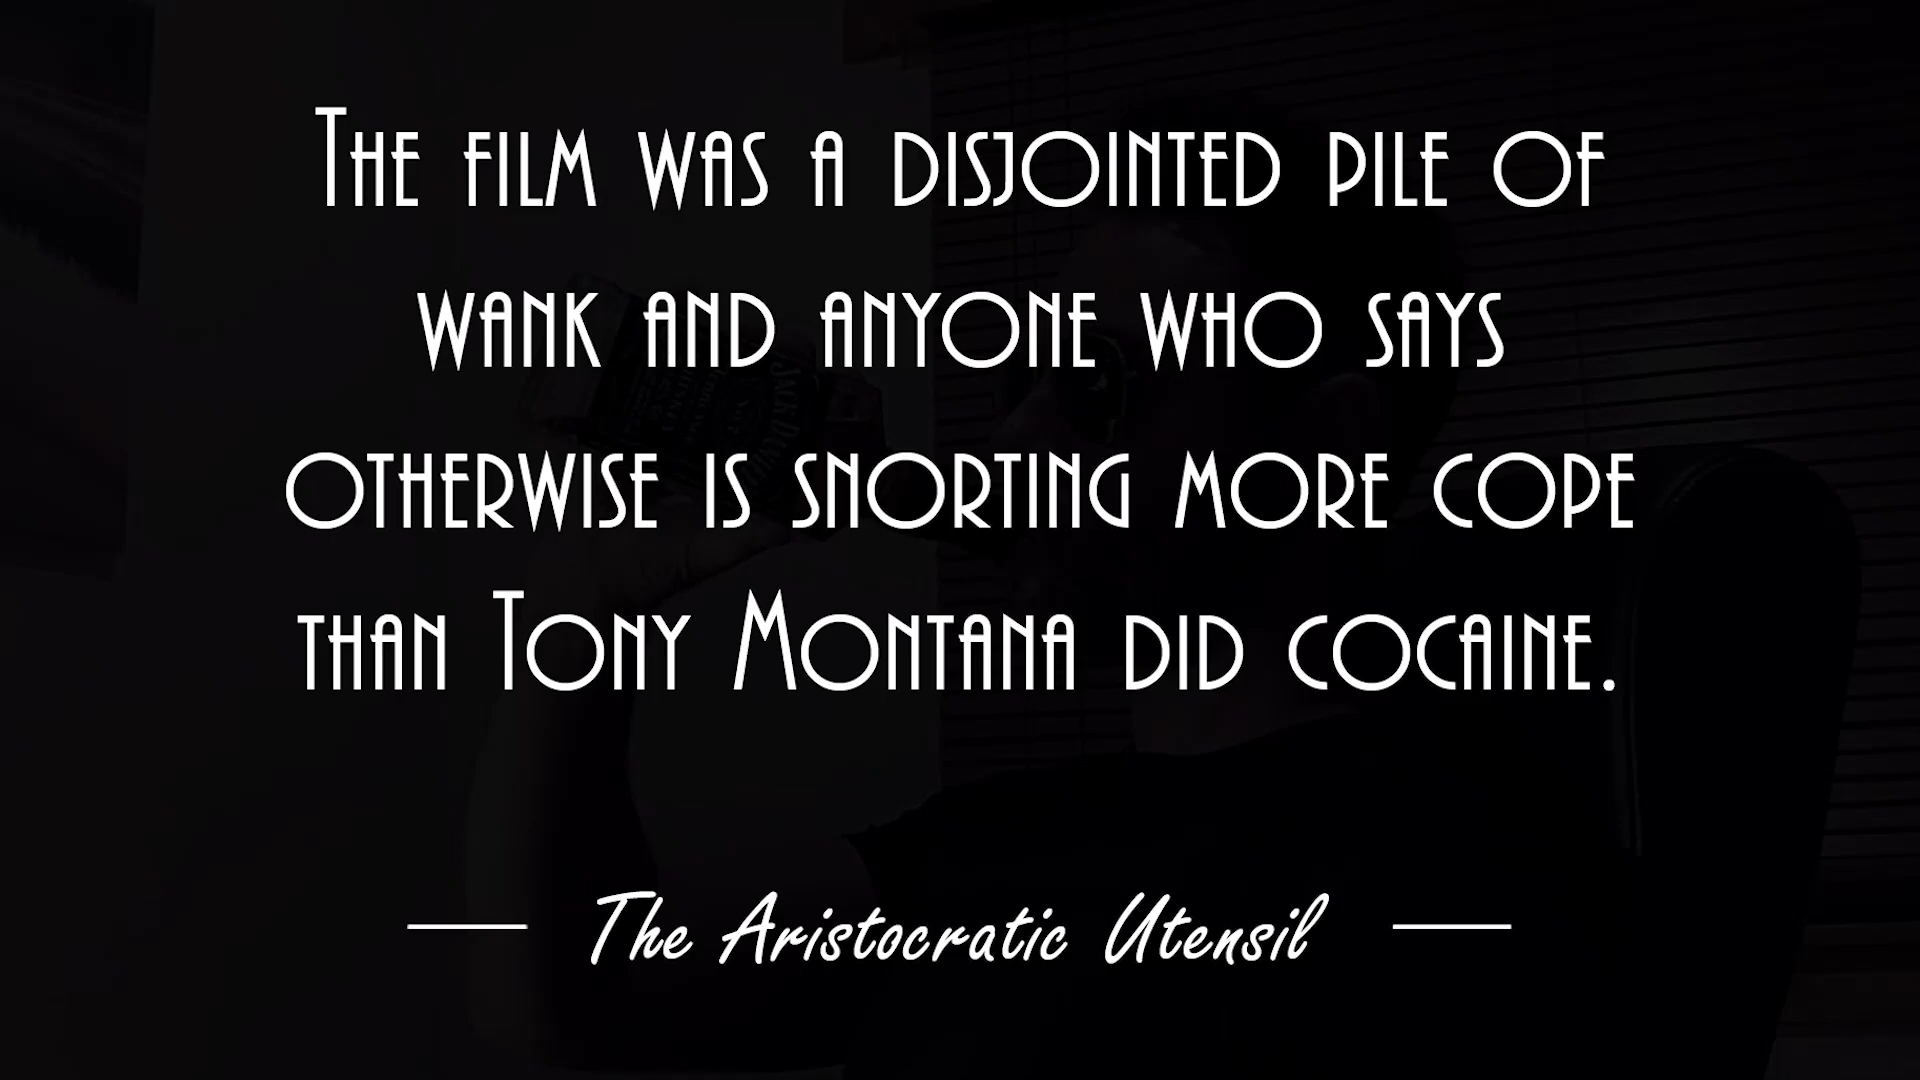 The film was a disjointed pile of
wank and anyone who says
otherwise is snorting more cope
than Tony Montana did cocaine.
The Aristocratic Utensil